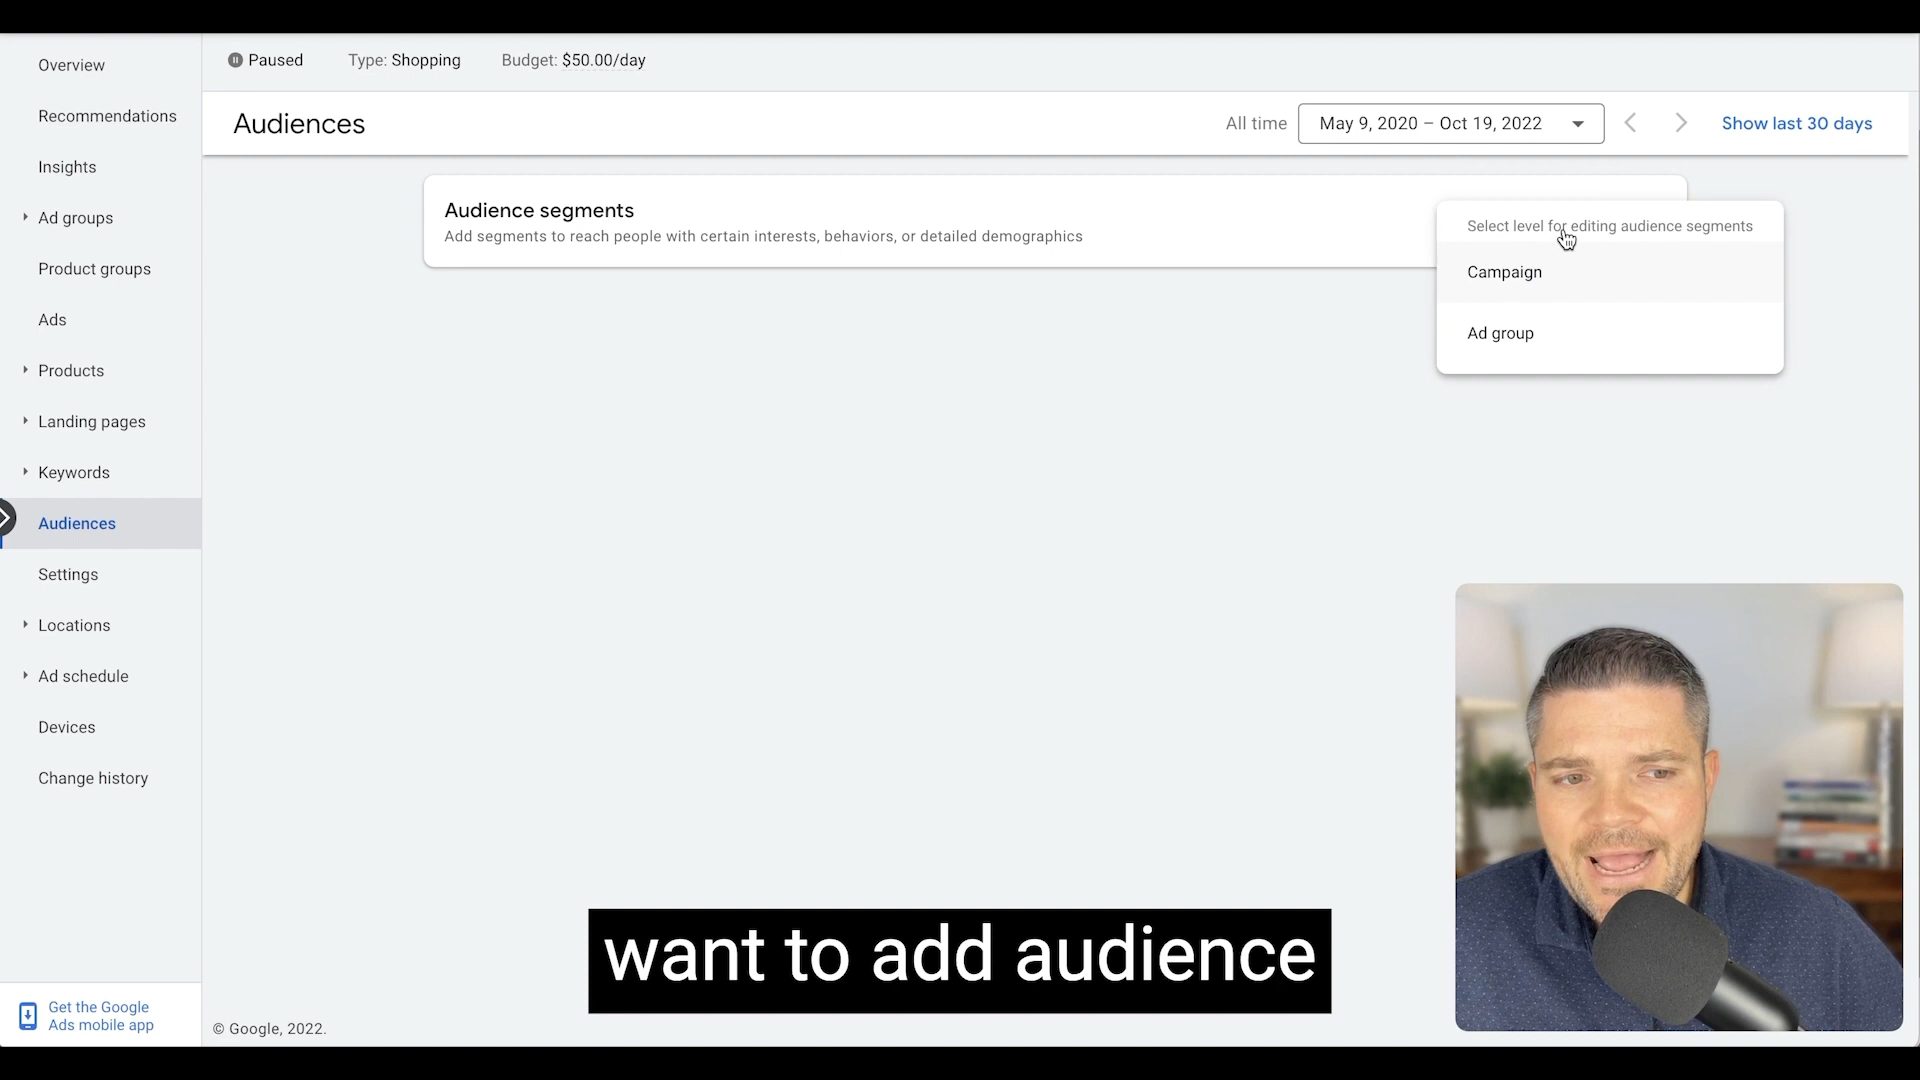 Paused
Type: Shopping
Budget: $50.00/day
Overview
Recommendations
Insights
Ad groups
Product groups
Ads
Products
Landing pages
Keywords
Audiences
Settings
Locations
Ad schedule
Devices
Change history
Get the Google
Ads mobile app
Audiences
All time
May 9, 2020 – Oct 19, 2022
Show last 30 days
Audience segments
Add segments to reach people with certain interests, behaviors, or detailed demographics
Select level for editing audience segments
Campaign
Ad group
want to add audience
© Google, 2022.